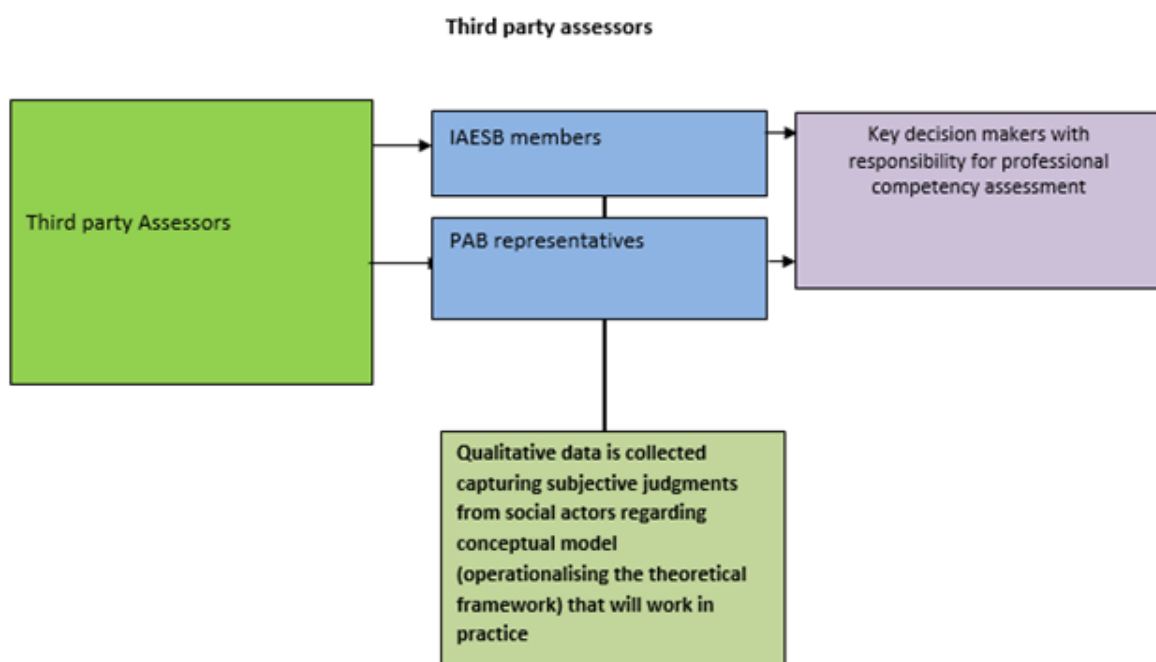 Third party assessors
Third party Assessors
IAESB members
PAB representatives
Key decision makers with
responsibility for professional
competency assessment
Qualitative data is collected
capturing subjective judgments
from social actors regarding
conceptual model
(operationalising the theoretical
framework) that will work in
practice